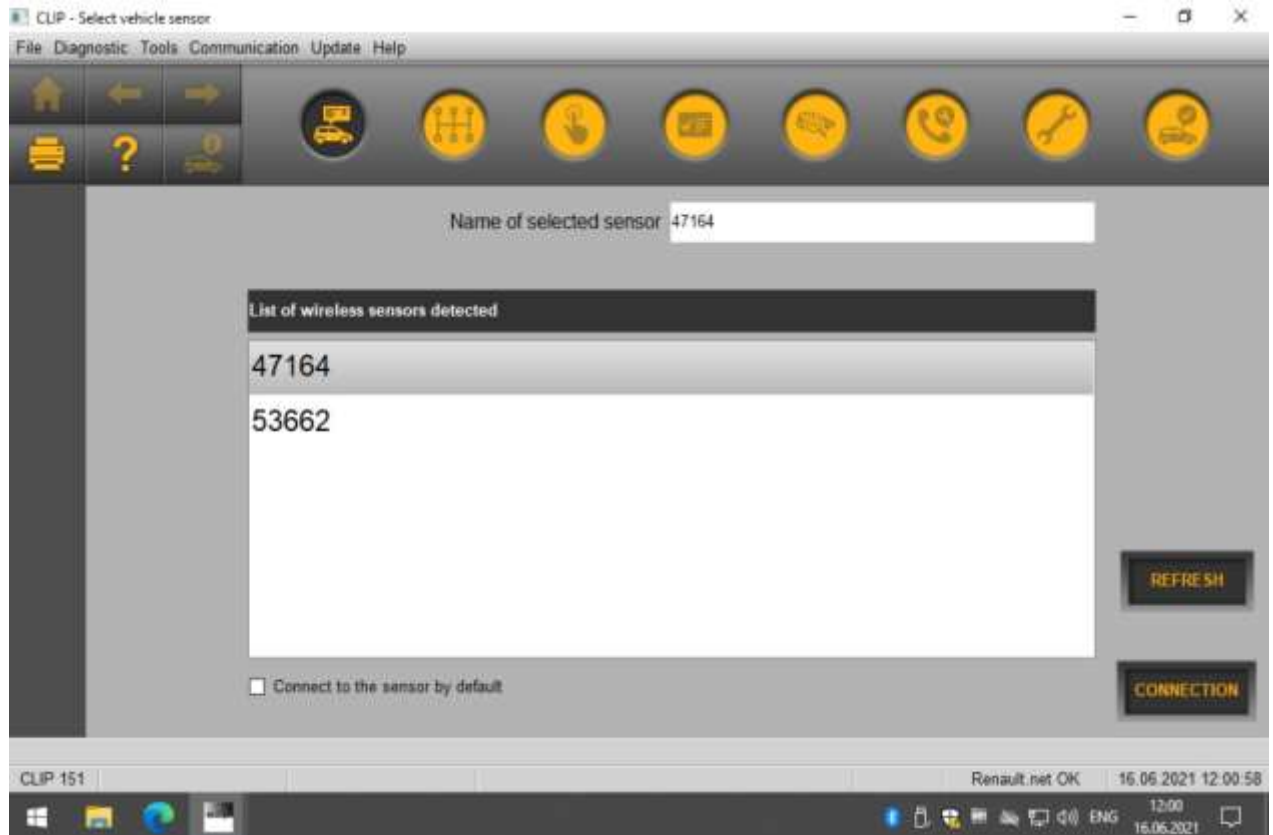 CLIP - Select vehicle sensor
File Diagnostic Tools Communication Update Help
?
Name of selected sensor 47164
List of wireless sensors detected
47164
53662
REFRESH
Connect to the sensor by default
CONNECTION
CLIP 151 Renault.net OK 16.06.2021 12:00:58
ENG 12:00
16.06.2021